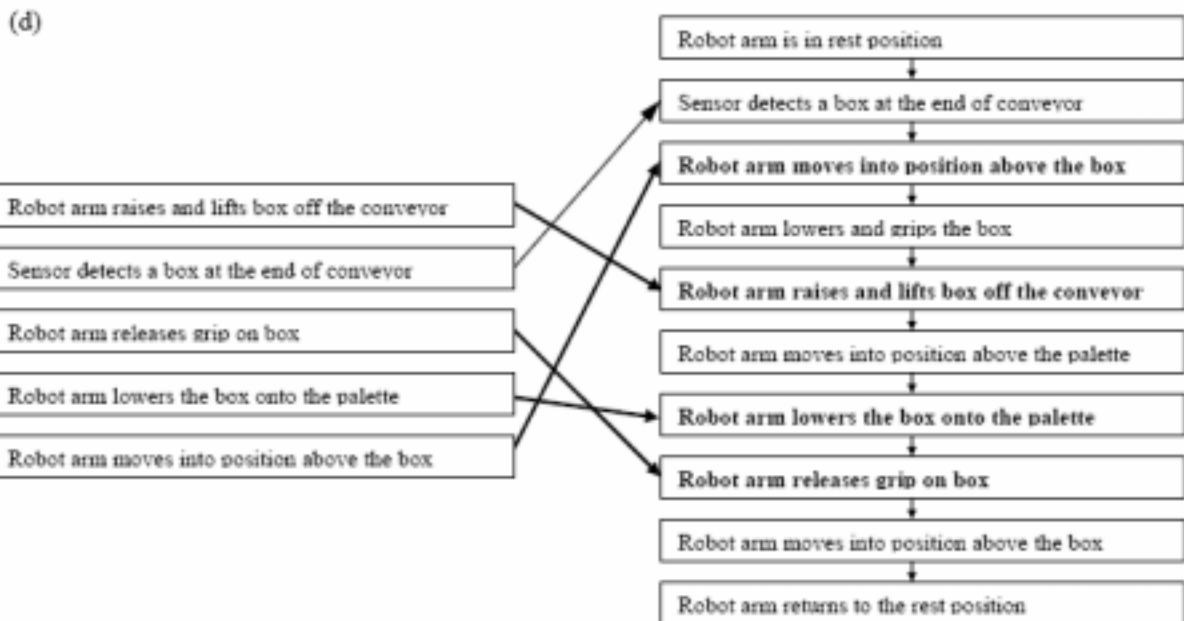 (d)
Robot arm raises and lifts box off the conveyor
Sensor detects a box at the end of conveyor
Robot arm releases grip on box
Robot arm lowers the box onto the palette
Robot arm moves into position above the box
Robot arm is in rest position
Sensor detects a box at the end of conveyor
Robot arm moves into position above the box
Robot arm lowers and grips the box
Robot arm raises and lifts box off the conveyor
Robot arm moves into position above the palette
Robot arm lowers the box onto the palette
Robot arm releases grip on box
Robot arm moves into position above the box
Robot arm returns to the rest position